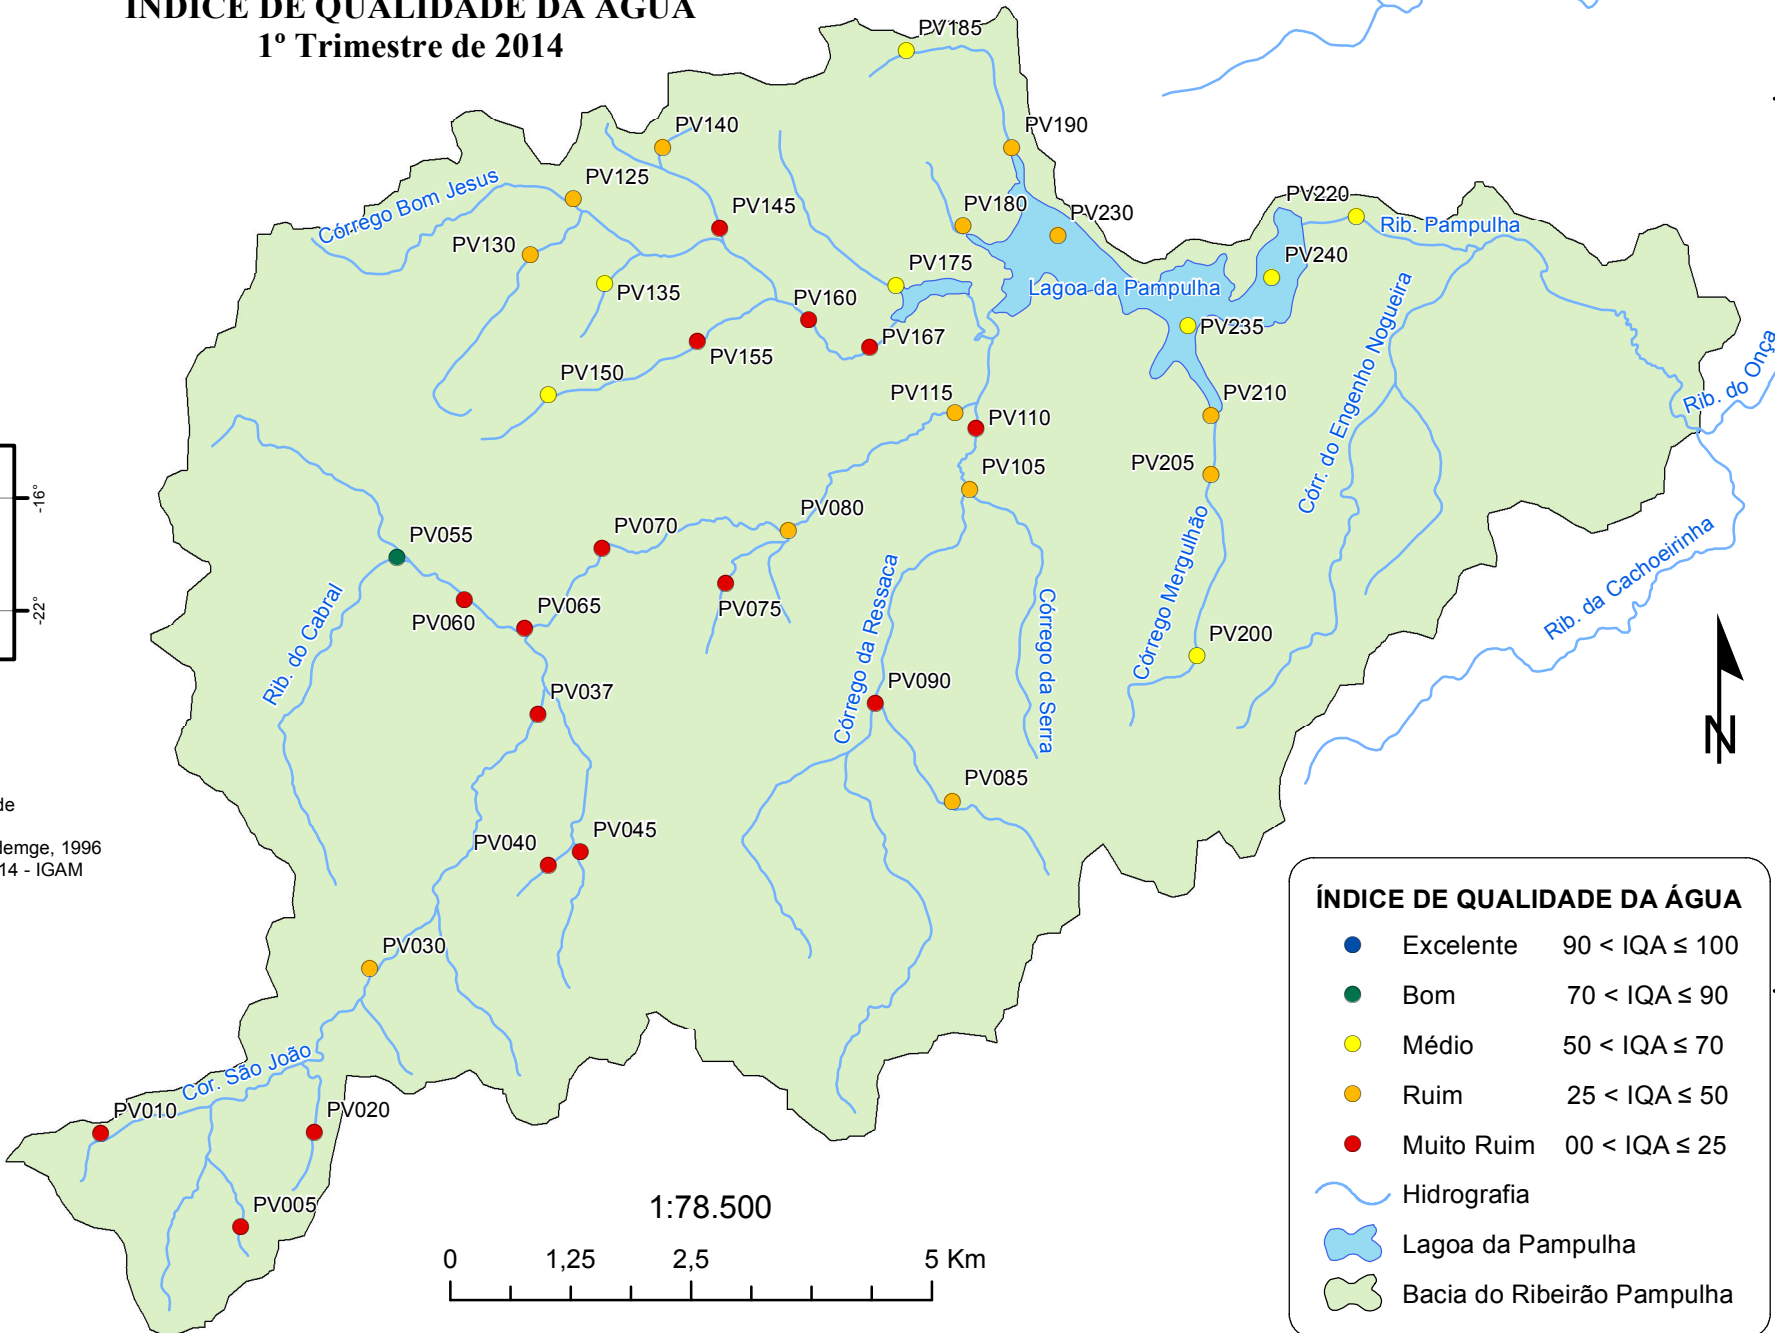 ÍNDICE DE QUALIDADE DA ÁGUA
1º Trimestre de 2014
PV185
PV140
PV190
PV125
Córrego Bom Jesus
PV145
PV180
PV230
PV220
Rib. Pampulha
PV130
PV175
PV240
PV135
Lagoa da Pampulha
PV160
PV235
PV167
PV155
PV150
PV115
PV110
PV210
Córr. do Engenho Nogueira
Rib. do Onça
PV105
PV205
-16°
PV080
PV070
PV055
PV075
PV065
PV060
-22°
Rib. do Cabral
Córrego da Ressaca
Córrego da Serra
Córrego Mergulhão
Rib. da Cachoeirinha
PV200
PV037
PV090
N
PV085
de
PV045
PV040
demge, 1996
14 - IGAM
PV030
Cor. São João
PV010
PV020
PV005
1:78.500
0 1,25 2,5 5 Km
ÍNDICE DE QUALIDADE DA ÁGUA
Excelente 90 < IQA ≤ 100
Bom 70 < IQA ≤ 90
Médio 50 < IQA ≤ 70
Ruim 25 < IQA ≤ 50
Muito Ruim 00 < IQA ≤ 25
Hidrografia
Lagoa da Pampulha
Bacia do Ribeirão Pampulha